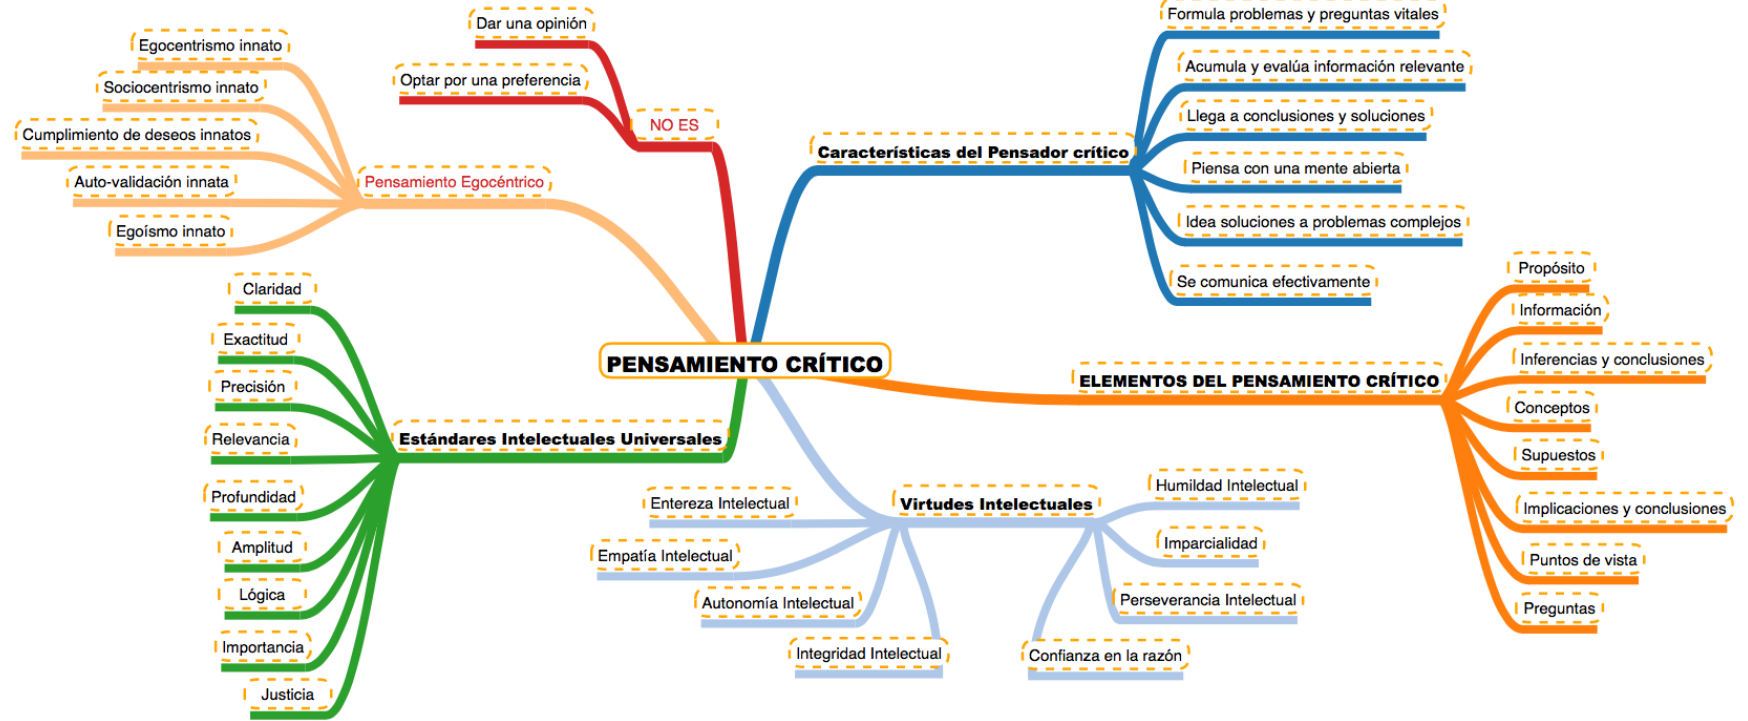 PENSAMIENTO CRÍTICO
NO ES
Dar una opinión
Optar por una preferencia
Pensamiento Egocéntrico
Egocentrismo innato
Sociocentrismo innato
Cumplimiento de deseos innatos
Auto-validación innata
Egoísmo innato
Estándares Intelectuales Universales
Claridad
Exactitud
Precisión
Relevancia
Profundidad
Amplitud
Lógica
Importancia
Justicia
Características del Pensador crítico
Formula problemas y preguntas vitales
Acumula y evalúa información relevante
Llega a conclusiones y soluciones
Piensa con una mente abierta
Idea soluciones a problemas complejos
Se comunica efectivamente
ELEMENTOS DEL PENSAMIENTO CRÍTICO
Propósito
Información
Inferencias y conclusiones
Conceptos
Supuestos
Implicaciones y conclusiones
Puntos de vista
Preguntas
Virtudes Intelectuales
Entereza Intelectual
Empatía Intelectual
Autonomía Intelectual
Integridad Intelectual
Humildad Intelectual
Imparcialidad
Perseverancia Intelectual
Confianza en la razón